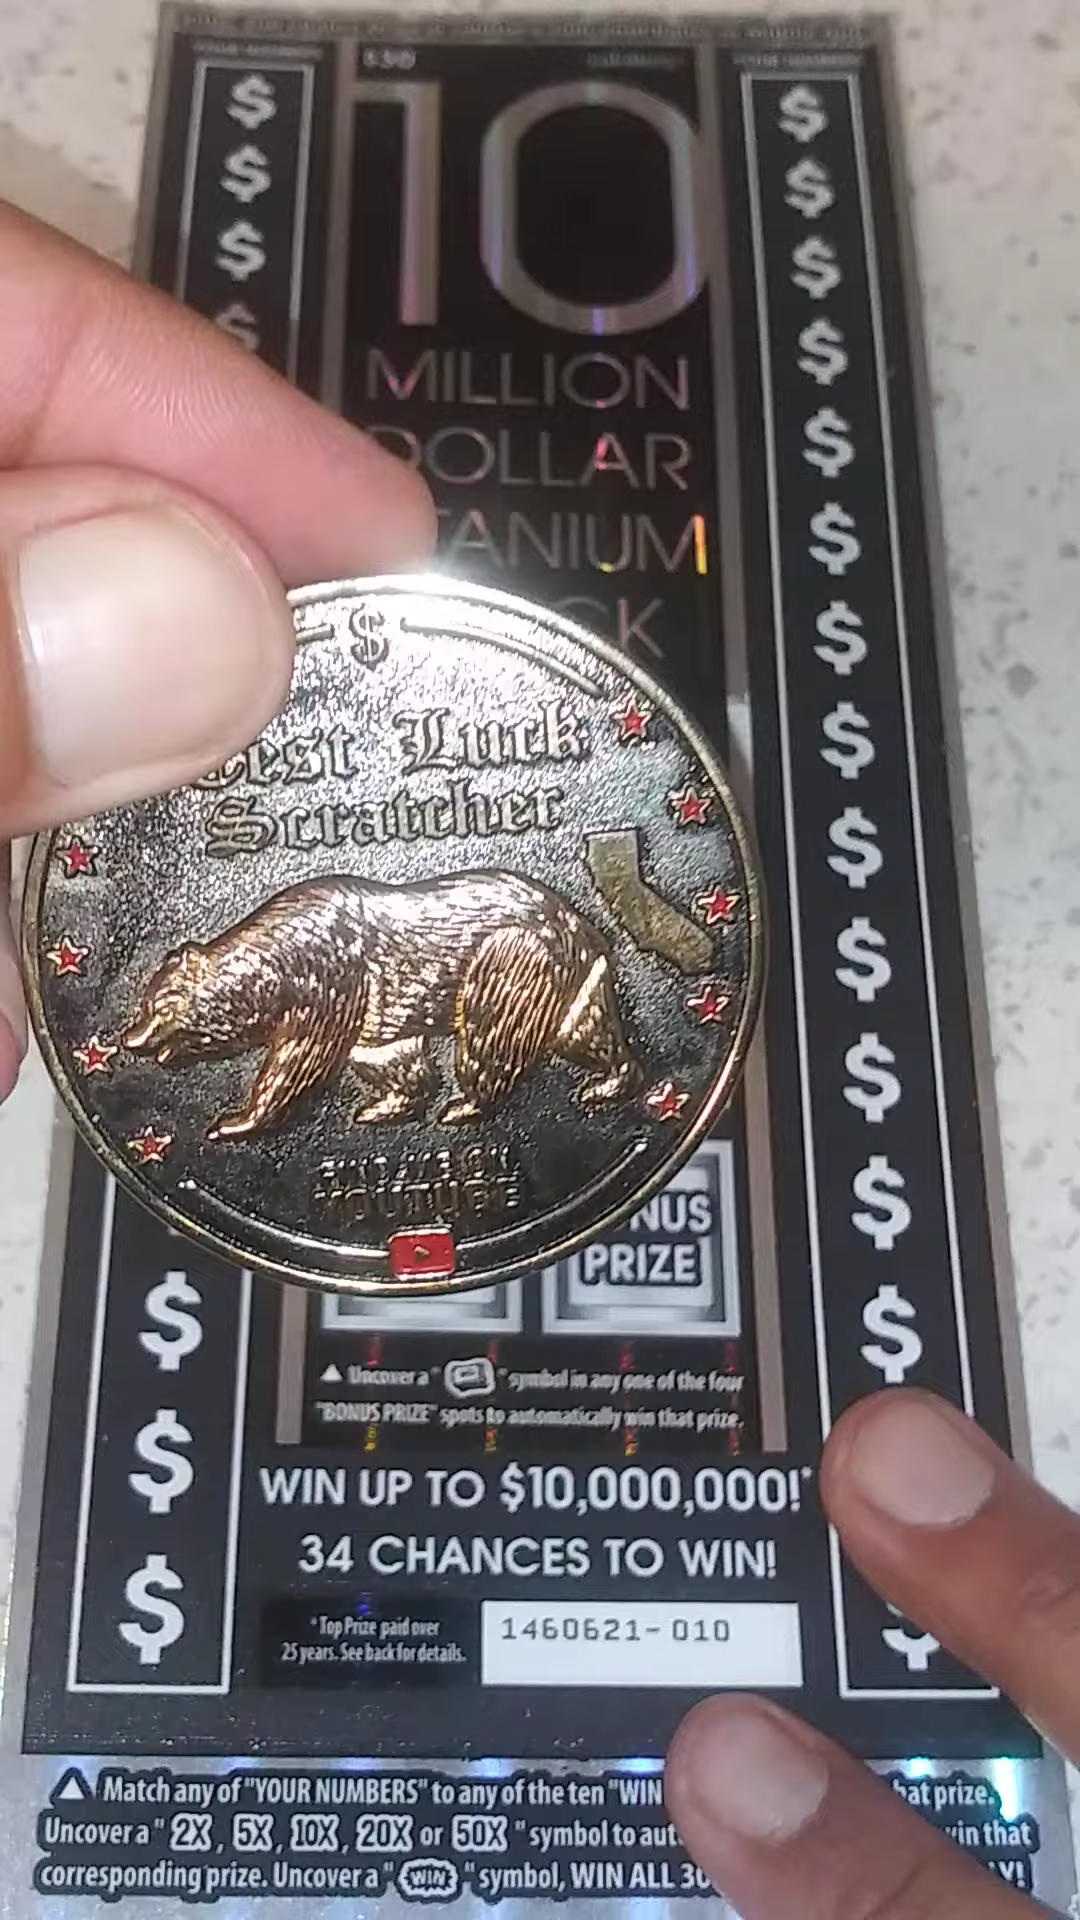 $30
10
MILLION
DOLLAR
TANIUM
CK
$
est Luck
Scratcher
YOUTUBE
NUS
PRIZE
Uncover a " " symbol in any one of the four
"BONUS PRIZE" spots to automatically win that prize.
WIN UP TO $10,000,000!*
34 CHANCES TO WIN!
*Top Prize paid over
25 years. See back for details.
1460621-010
Match any of "YOUR NUMBERS" to any of the ten "WIN hat prize.
Uncover a "2X, 5X, 10X, 20X or 50X" symbol to aut win that
corresponding prize. Uncover a "WIN" symbol, WIN ALL 30 Y!